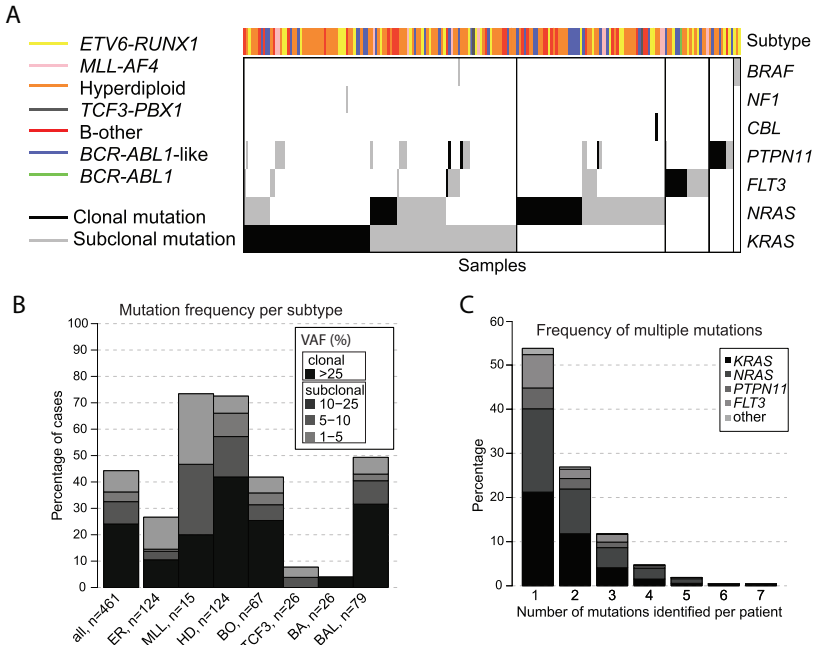 A
ETV6-RUNX1
MLL-AF4
Hyperdiploid
TCF3-PBX1
B-other
BCR-ABL1-like
BCR-ABL1
Clonal mutation
Subclonal mutation
Subtype
BRAF
NF1
CBL
PTPN11
FLT3
NRAS
KRAS
Samples
B
Mutation frequency per subtype
Percentage of cases
100
90
80
70
60
50
40
30
20
10
0
VAF (%)
clonal
>25
subclonal
10−25
5−10
1−5
all, n=461
ER, n=124
MLL, n=15
HD, n=124
BO, n=67
TCF3, n=26
BA, n=26
BAL, n=79
C
Frequency of multiple mutations
Percentage
60
50
40
30
20
10
0
KRAS
NRAS
PTPN11
FLT3
other
1 2 3 4 5 6 7
Number of mutations identified per patient